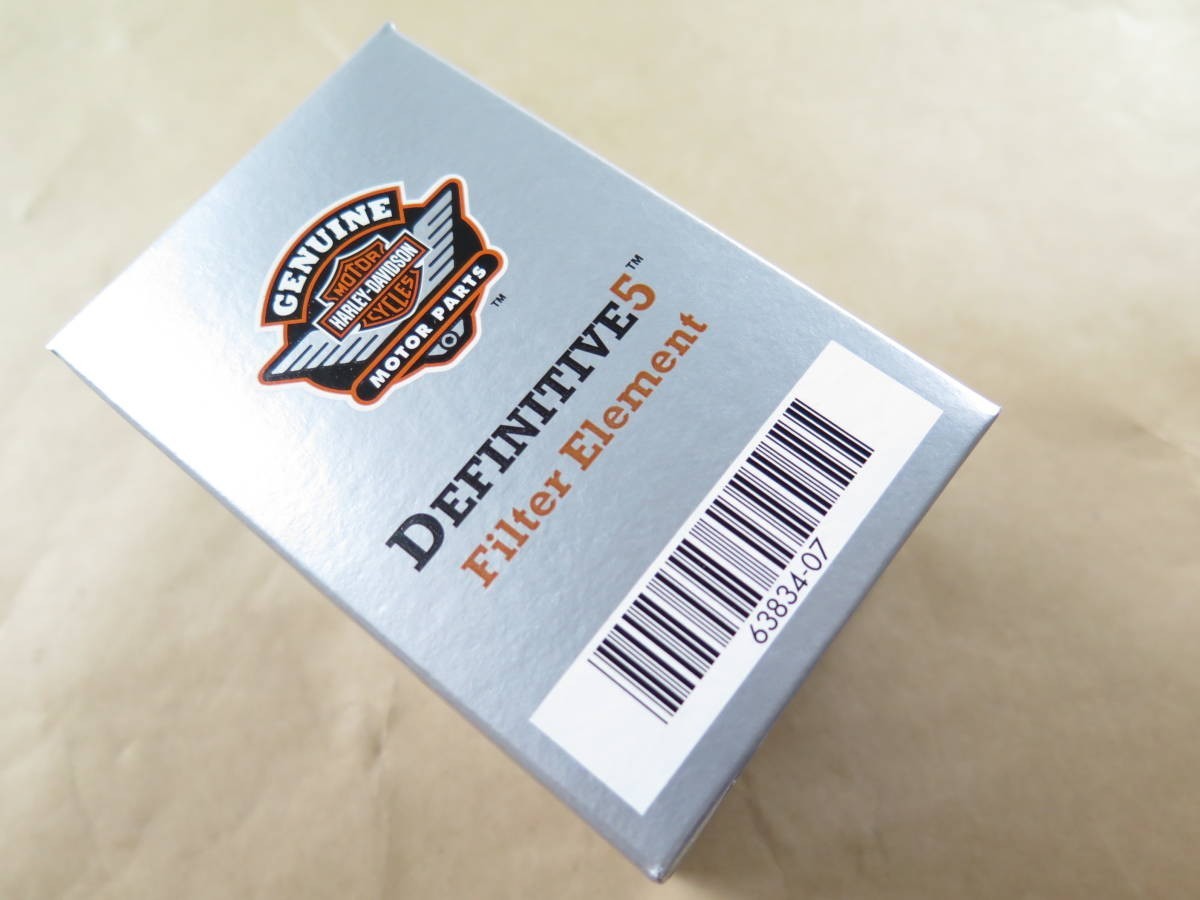 GENUINE
MOTOR
HARLEY-DAVIDSON
CYCLES
MOTOR PARTS
TM
DEFINITIVE5™
Filter Element
63834-07